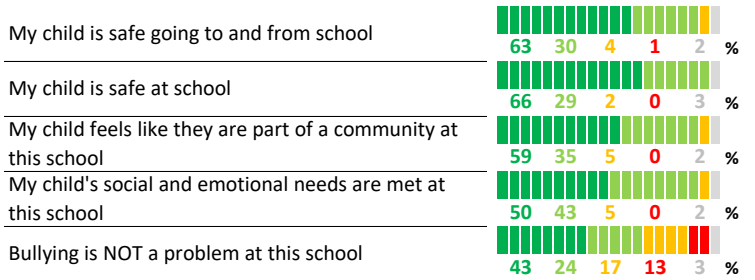 My child is safe going to and from school
63 30 4 1 2 %
My child is safe at school
66 29 2 0 3 %
My child feels like they are part of a community at
this school
59 35 5 0 2 %
My child's social and emotional needs are met at
this school
50 43 5 0 2 %
Bullying is NOT a problem at this school
43 24 17 13 3 %